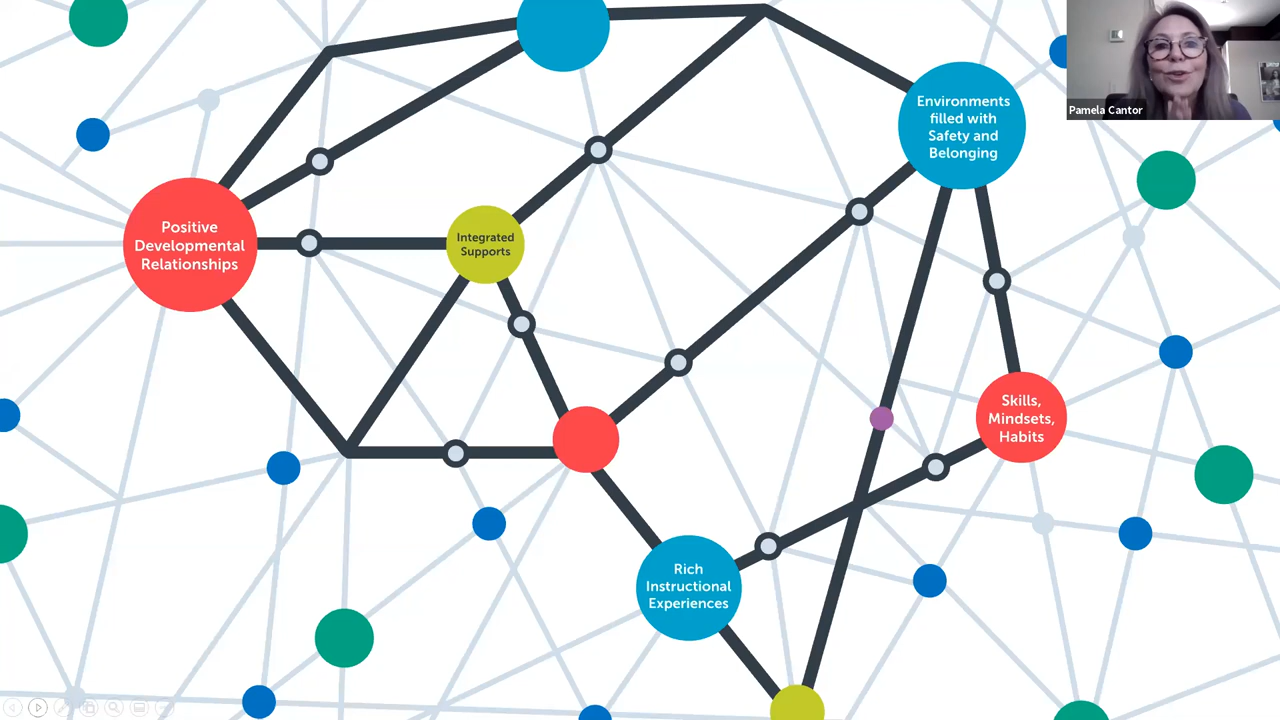 Pamela Cantor
Environments
filled with
Safety and
Belonging
Positive
Developmental
Relationships
Integrated
Supports
Skills,
Mindsets,
Habits
Rich
Instructional
Experiences